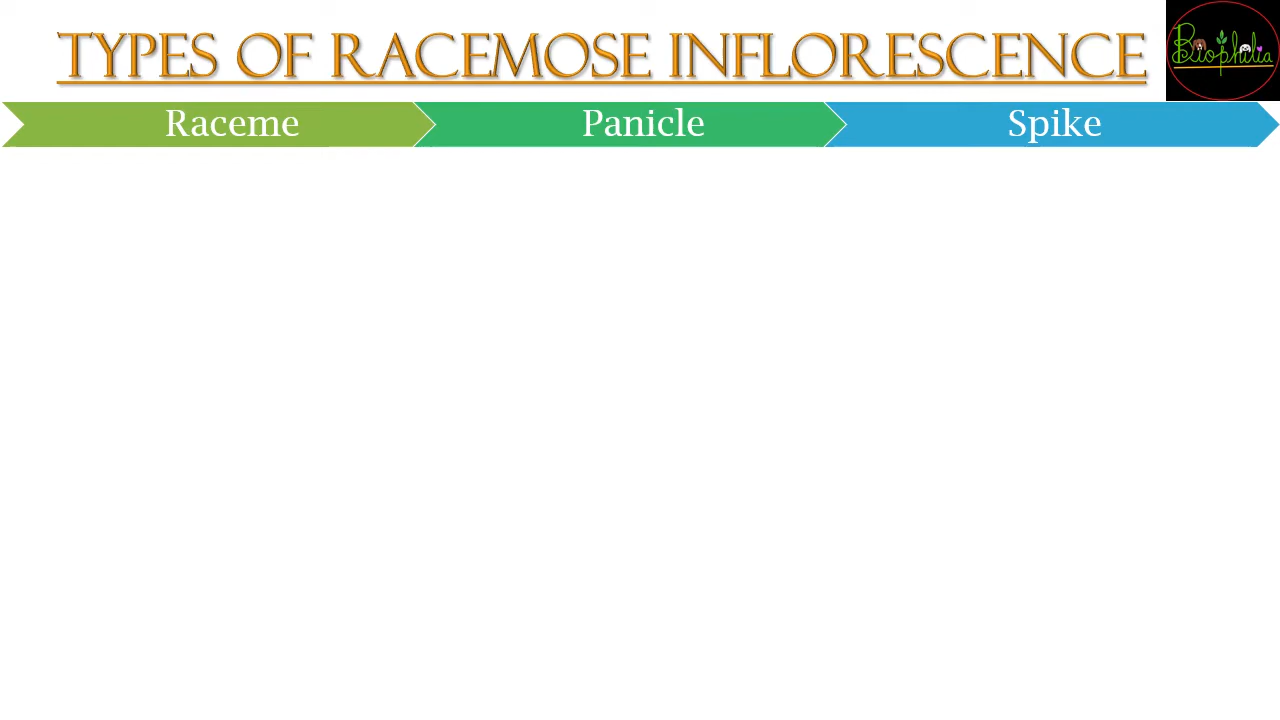 TYPES OF RACEMOSE INFLORESCENCE
Biophilia
Raceme
Panicle
Spike